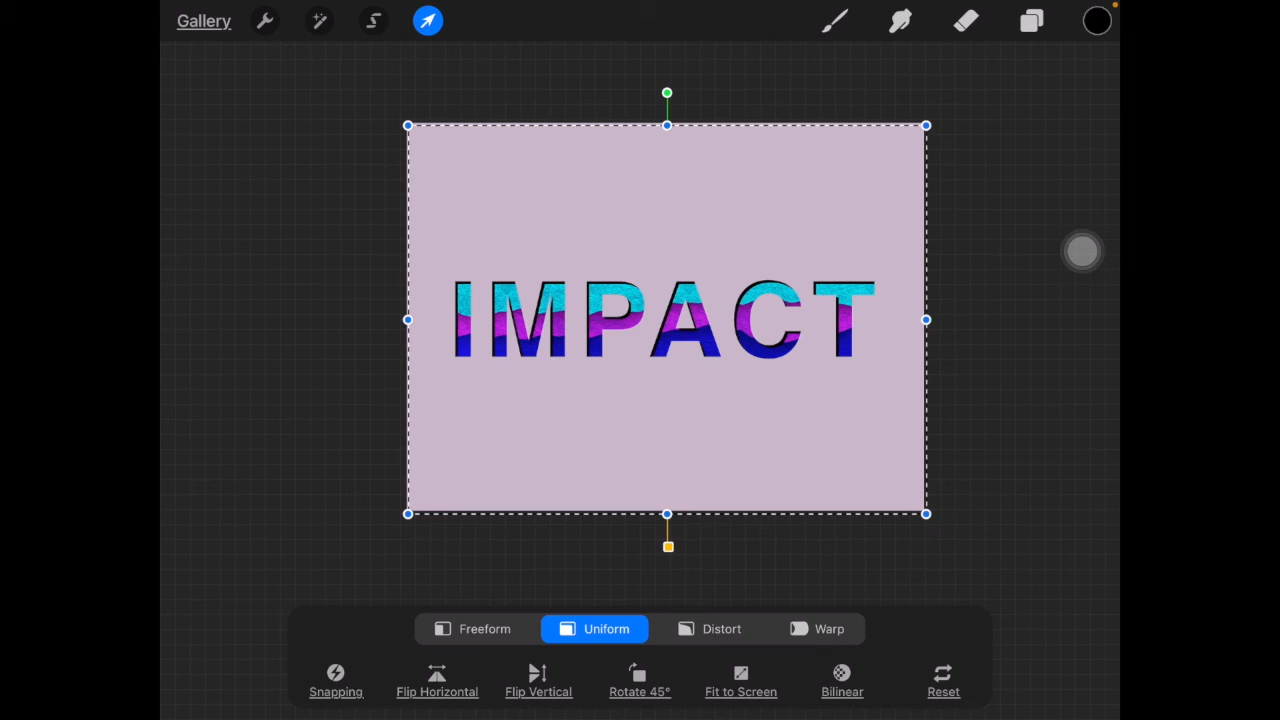 Gallery
IMPACT
Freeform Uniform Distort Warp
Snapping Flip Horizontal Flip Vertical Rotate 45° Fit to Screen Bilinear Reset